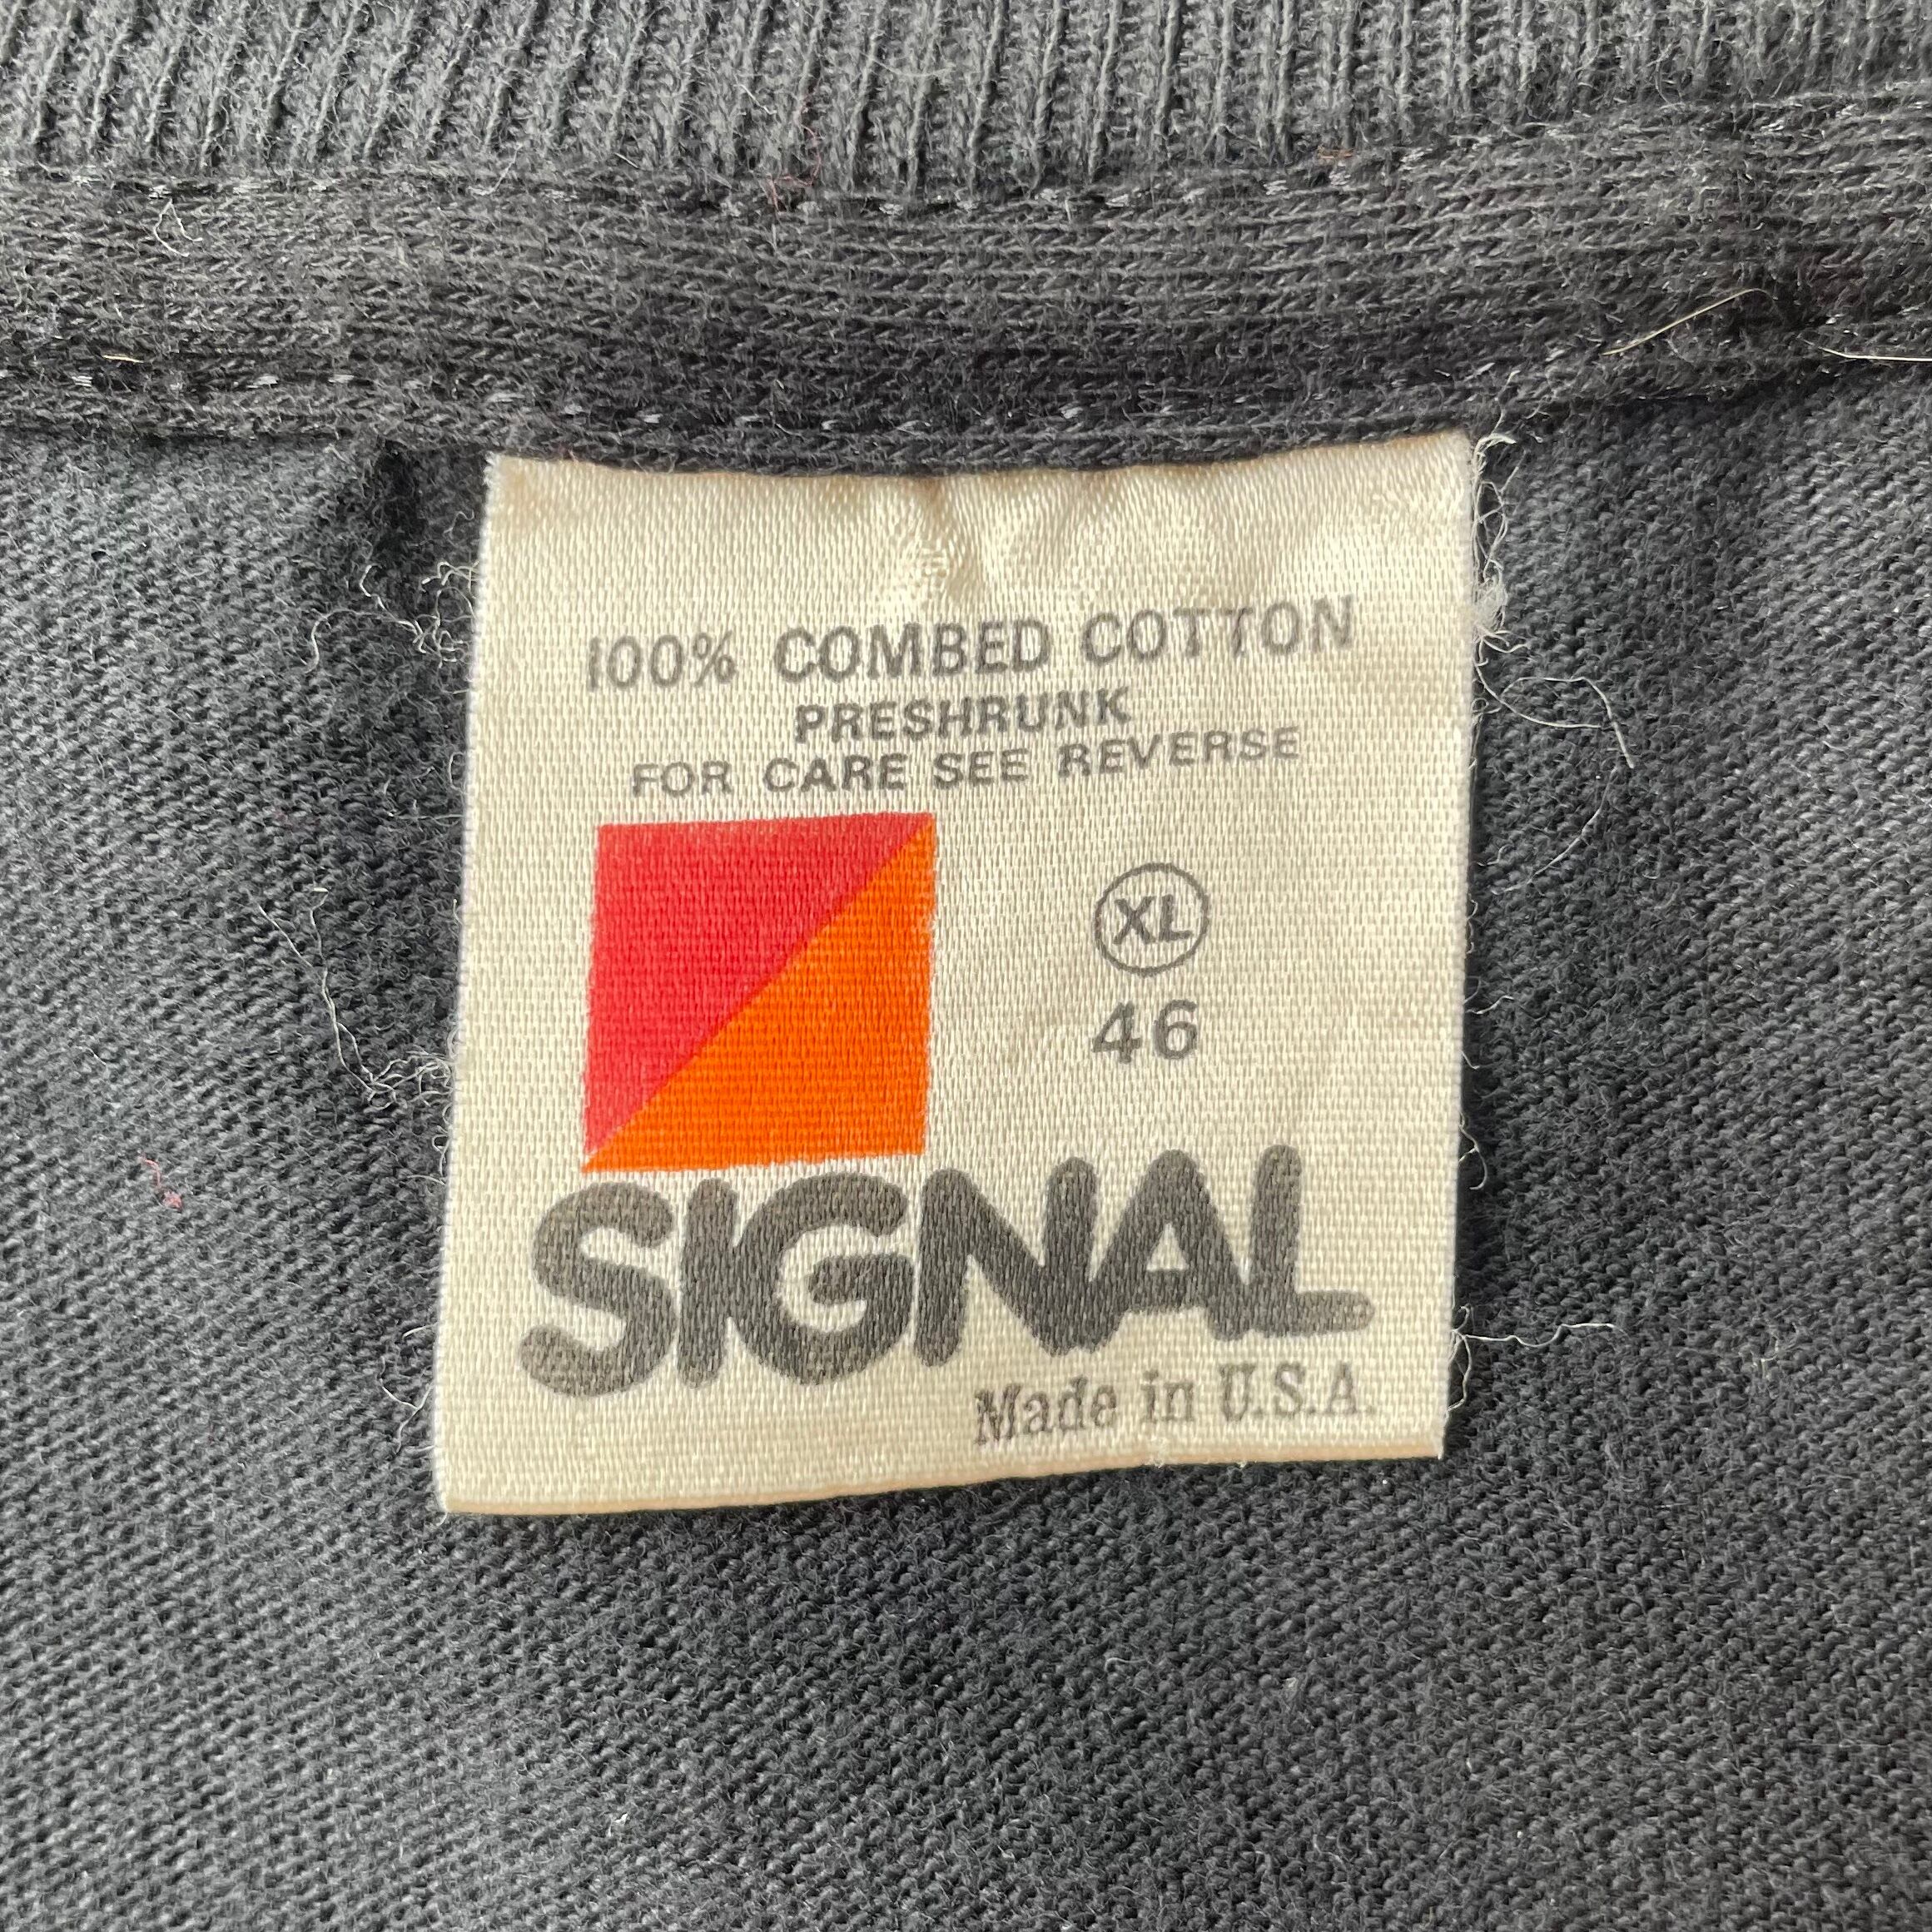 100% COMBED COTTON
PRESHRUNK
FOR CARE SEE REVERSE
XL
46
SIGNAL
Made in U.S.A.